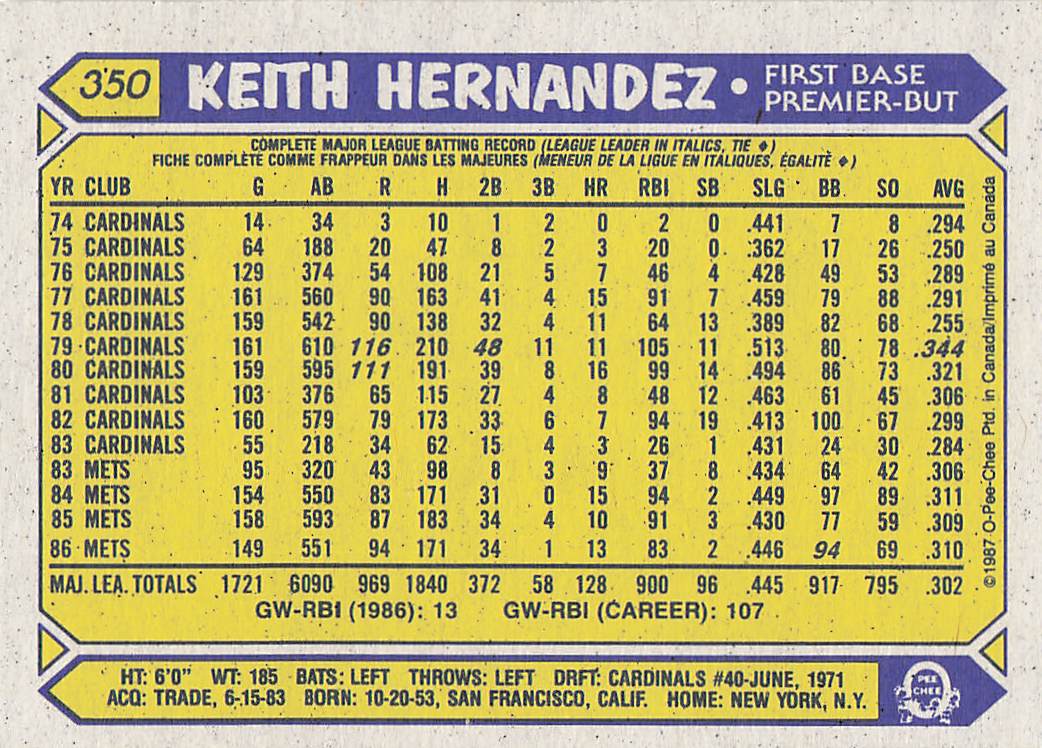 350 KEITH HERNANDEZ • FIRST BASE
PREMIER-BUT
COMPLETE MAJOR LEAGUE BATTING RECORD (LEAGUE LEADER IN ITALICS, TIE ♦)
FICHE COMPLÈTE COMME FRAPPEUR DANS LES MAJEURES (MENEUR DE LA LIGUE EN ITALIQUES, ÉGALITÉ ♦)
YR CLUB G AB R H 2B 3B HR RBI SB SLG BB SO AVG
74 CARDINALS 14 34 3 10 1 2 0 2 0 .441 7 8 .294
75 CARDINALS 64 188 20 47 8 2 3 20 0 .362 17 26 .250
76 CARDINALS 129 374 54 108 21 5 7 46 4 .428 49 53 .289
77 CARDINALS 161 560 90 163 41 4 15 91 7 .459 79 88 .291
78 CARDINALS 159 542 90 138 32 4 11 64 13 .389 82 68 .255
79 CARDINALS 161 610 116 210 48 11 11 105 11 .513 80 78 .344
80 CARDINALS 159 595 111 191 39 8 16 99 14 .494 86 73 .321
81 CARDINALS 103 376 65 115 27 4 8 48 12 .463 61 45 .306
82 CARDINALS 160 579 79 173 33 6 7 94 19 .413 100 67 .299
83 CARDINALS 55 218 34 62 15 4 3 26 1 .431 24 30 .284
83 METS 95 320 43 98 8 3 9 37 8 .434 64 42 .306
84 METS 154 550 83 171 31 0 15 94 2 .449 97 89 .311
85 METS 158 593 87 183 34 4 10 91 3 .430 77 59 .309
86 METS 149 551 94 171 34 1 13 83 2 .446 94 69 .310
MAJ. LEA. TOTALS 1721 6090 969 1840 372 58 128 900 96 .445 917 795 .302
GW-RBI (1986): 13 GW-RBI (CAREER): 107
©1987 O-Pee-Chee Ptd. in Canada/Imprimé au Canada
HT: 6'0" WT: 185 BATS: LEFT THROWS: LEFT DRFT: CARDINALS #40-JUNE, 1971
ACQ: TRADE, 6-15-83 BORN: 10-20-53, SAN FRANCISCO, CALIF. HOME: NEW YORK, N.Y.
O
PEE
CHEE